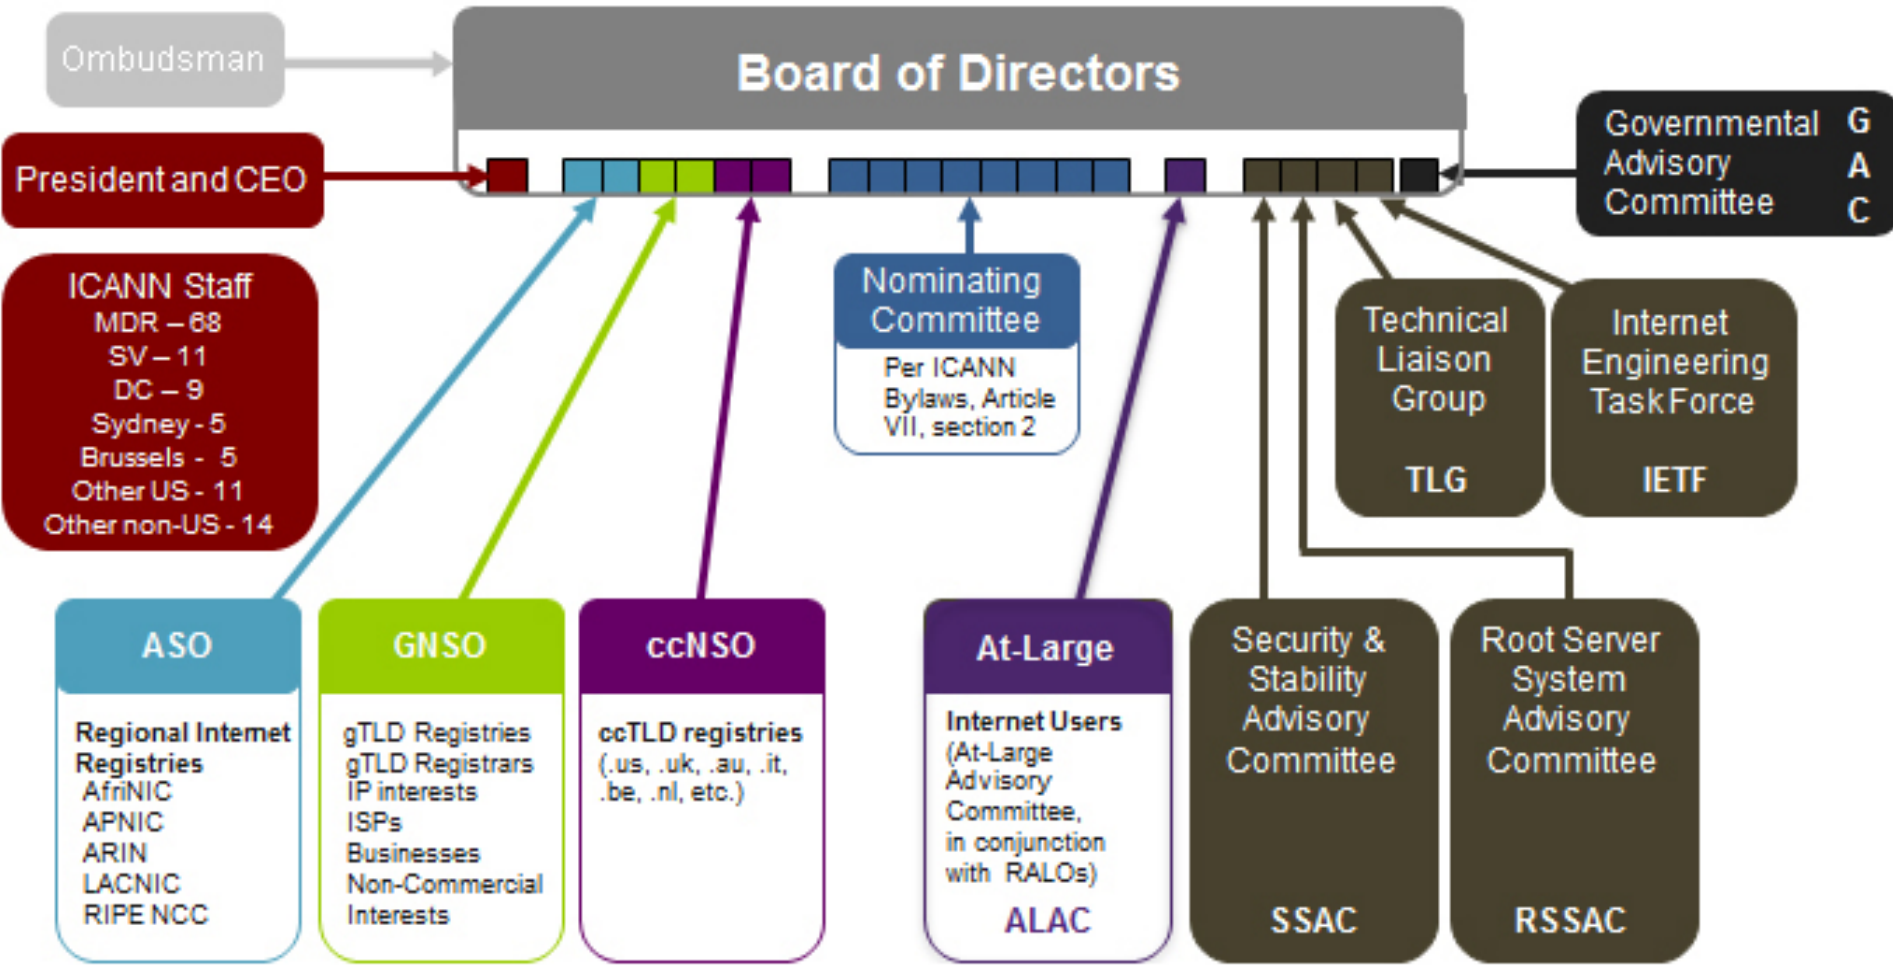 Ombudsman
Board of Directors
President and CEO
Governmental G
Advisory A
Committee C
ICANN Staff
MDR – 68
SV – 11
DC – 9
Sydney - 5
Brussels - 5
Other US - 11
Other non-US - 14
Nominating
Committee
Per ICANN
Bylaws, Article
VII, section 2
Technical
Liaison
Group
TLG
Internet
Engineering
Task Force
IETF
ASO
Regional Internet
Registries
AfriNIC
APNIC
ARIN
LACNIC
RIPE NCC
GNSO
gTLD Registries
gTLD Registrars
IP interests
ISPs
Businesses
Non-Commercial
Interests
ccNSO
ccTLD registries
(.us, .uk, .au, .it,
.be, .nl, etc.)
At-Large
Internet Users
(At-Large
Advisory
Committee,
in conjunction
with RALOs)
ALAC
Security &
Stability
Advisory
Committee
SSAC
Root Server
System
Advisory
Committee
RSSAC